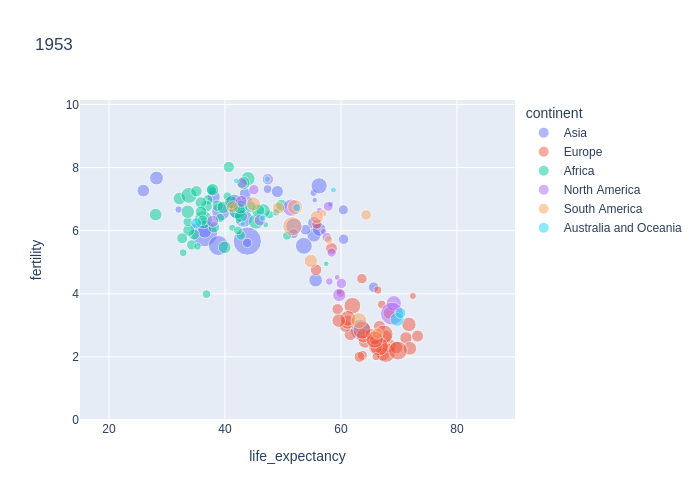 1953
continent
Asia
Europe
Africa
North America
South America
Australia and Oceania
fertility
10
8
6
4
2
0
20
40
60
80
life_expectancy